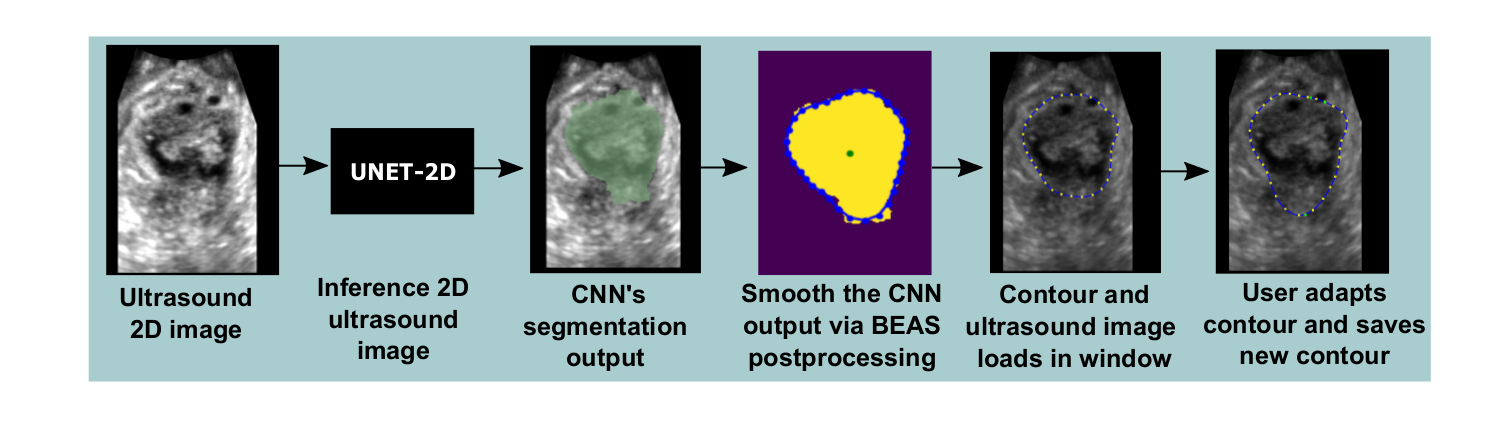 UNET-2D
Ultrasound
2D image
Inference 2D
ultrasound
image
CNN's
segmentation
output
Smooth the CNN
output via BEAS
postprocessing
Contour and
ultrasound image
loads in window
User adapts
contour and saves
new contour